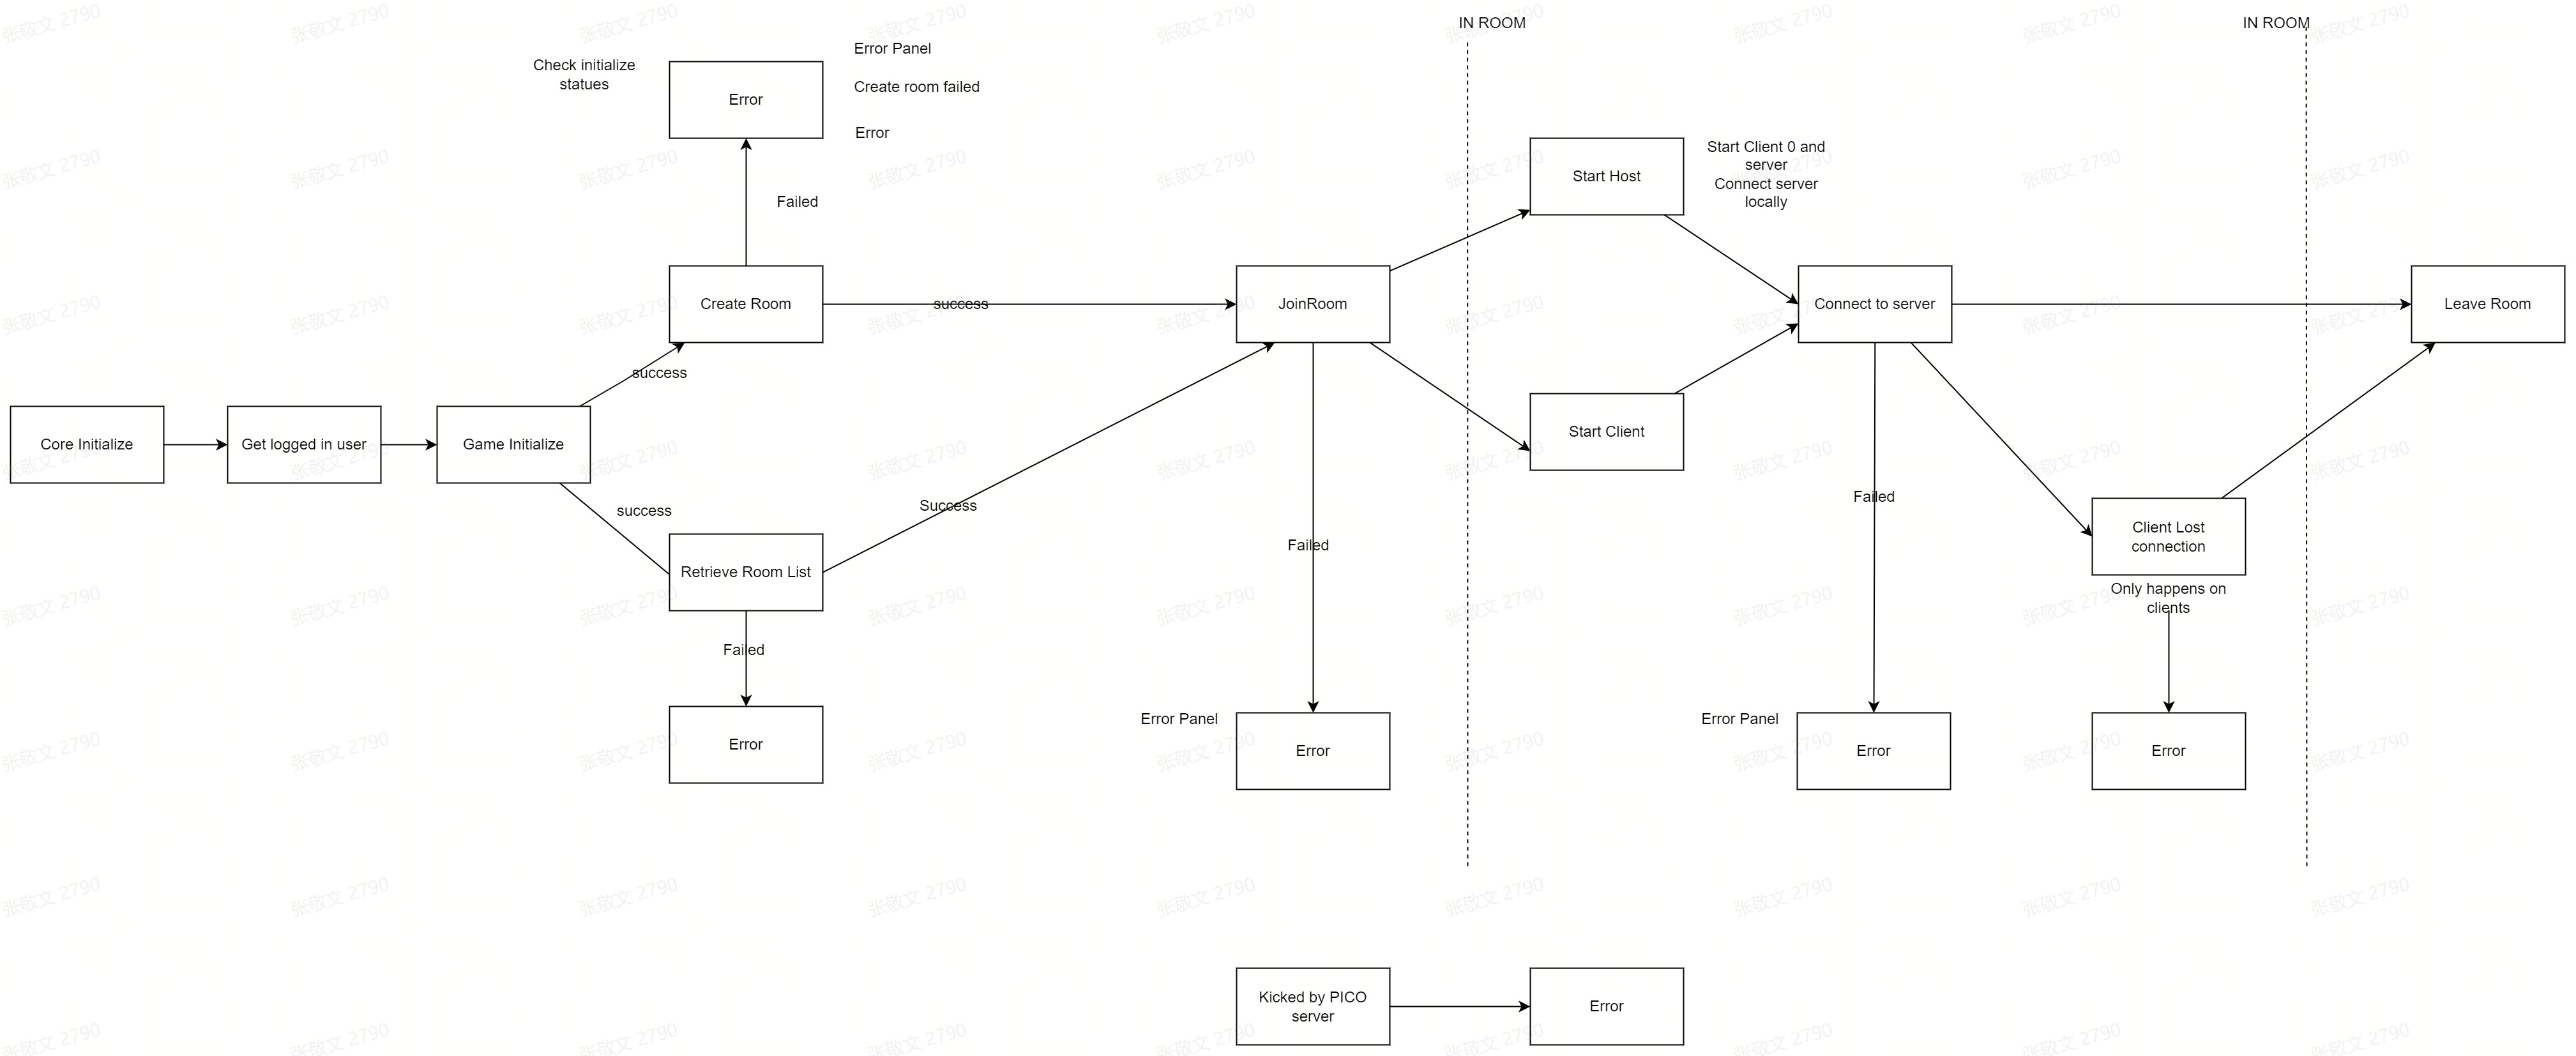 IN ROOM
IN ROOM
Check initialize
statues
Error
Error Panel
Create room failed
Error
Failed
Start Host
Start Client 0 and
server
Connect server
locally
Create Room
success
JoinRoom
Connect to server
Leave Room
success
Core Initialize
Get logged in user
Game Initialize
Start Client
success
Success
Retrieve Room List
Failed
Failed
Client Lost
connection
Only happens on
clients
Failed
Error
Error Panel
Error
Error Panel
Error
Error
Kicked by PICO
server
Error
张敬文 2790